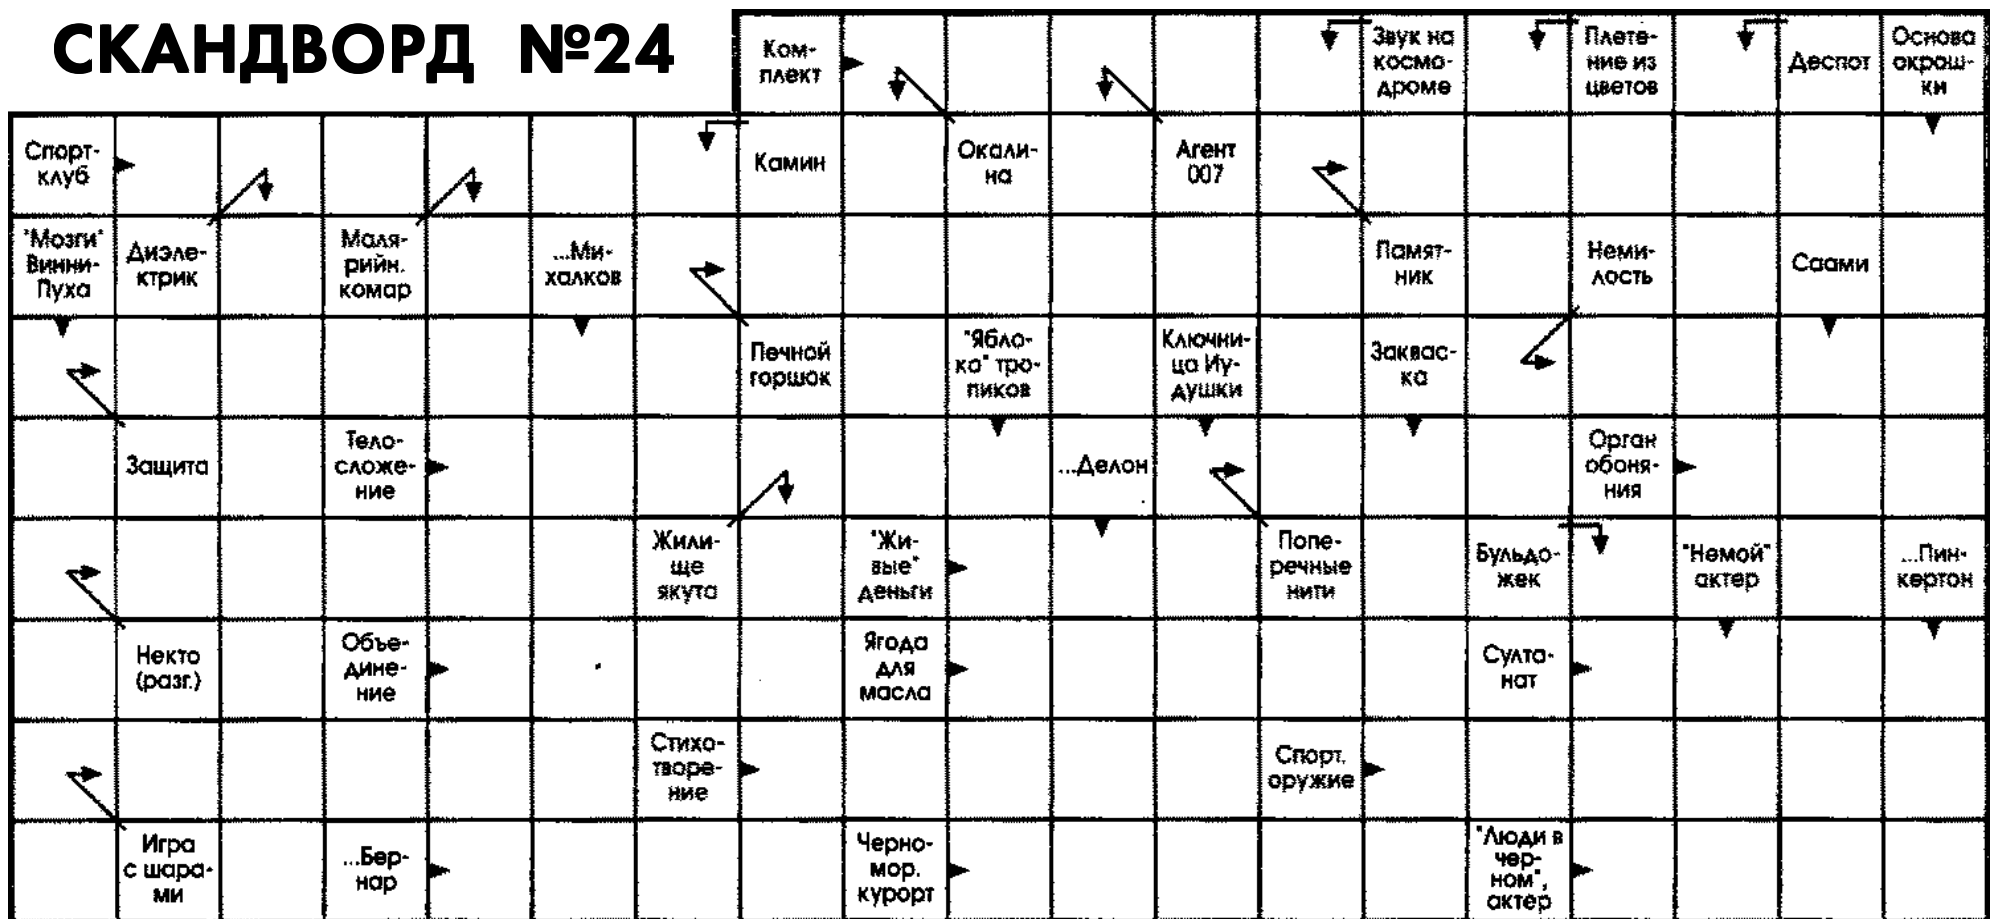 СКАНДВОРД №24
Ком-
плект
Звук на
космо-
дроме
Плете-
ние из
цветов
Деспот
Основа
окрош-
ки
Спорт-
клуб
Камин
Окали-
на
Агент
007
"Мозги"
Винни-
Пуха
Диэле-
ктрик
Маля-
рийн.
комар
...Ми-
халков
Памят-
ник
Неми-
лость
Саами
Печной
горшок
"Ябло-
ко" тро-
пиков
Ключни-
ца Иу-
душки
Заквас-
ка
Защита
Тело-
сложе-
ние
...Делон
Орган
обоня-
ния
Жили-
ще
якута
"Жи-
вые"
деньги
Попе-
речные
нити
Бульдо-
жек
"Немой"
актер
...Пин-
кертон
Некто
(разг.)
Объе-
дине-
ние
Ягода
для
масла
Султа-
нат
Стихо-
творе-
ние
Спорт.
оружие
Игра
с шара-
ми
...Бер-
нар
Черно-
мор.
курорт
"Люди в
чер-
ном",
актер